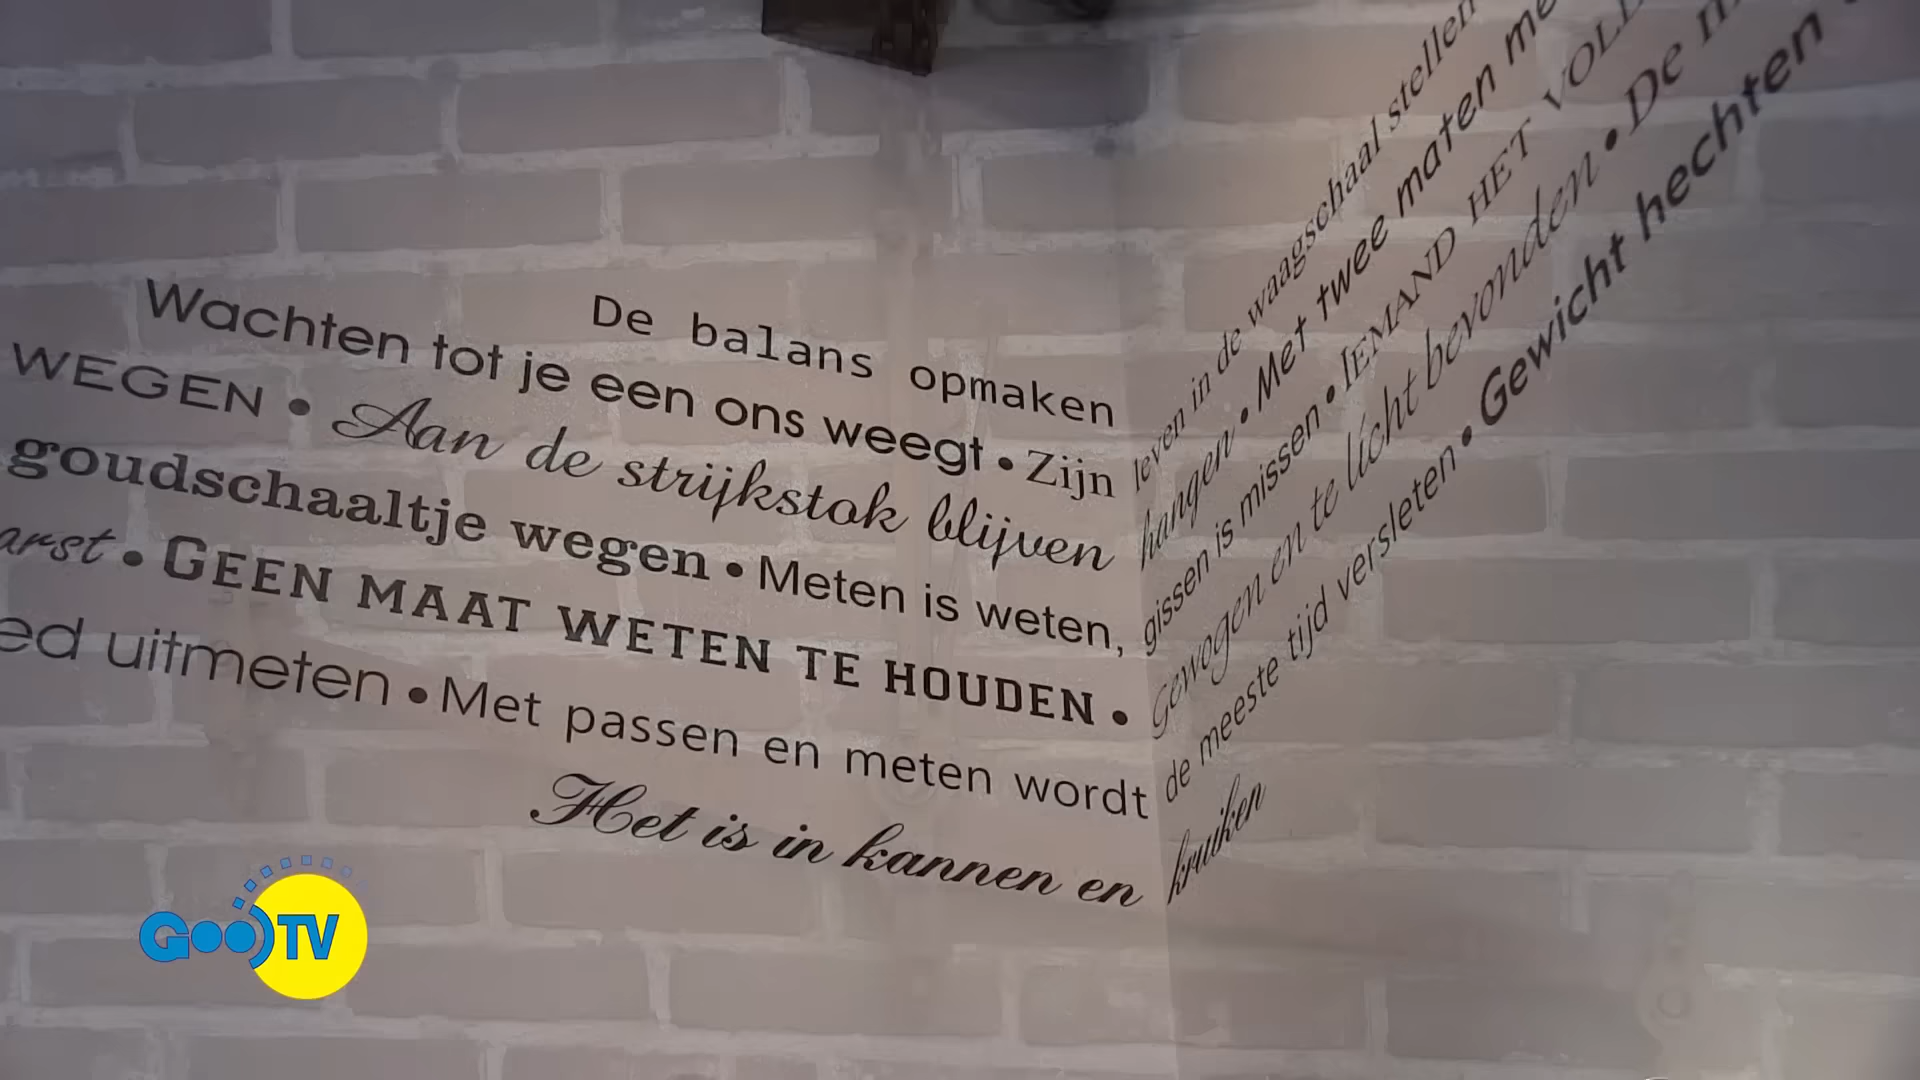 De balans opmaken
Wachten tot je een ons weegt • Zijn leven in de waagschaal stellen
WEGEN • Aan de strijkstok blijven hangen • Met twee maten
goudschaaltje wegen • Meten is weten, gissen is missen • IEMAND HET
arst • GEEN MAAT WETEN TE HOUDEN • Gewogen en te licht bevonden • De
ed uitmeten • Met passen en meten wordt de meeste tijd versleten • Gewicht hechten
Het is in kannen en kruiken
GooiTV